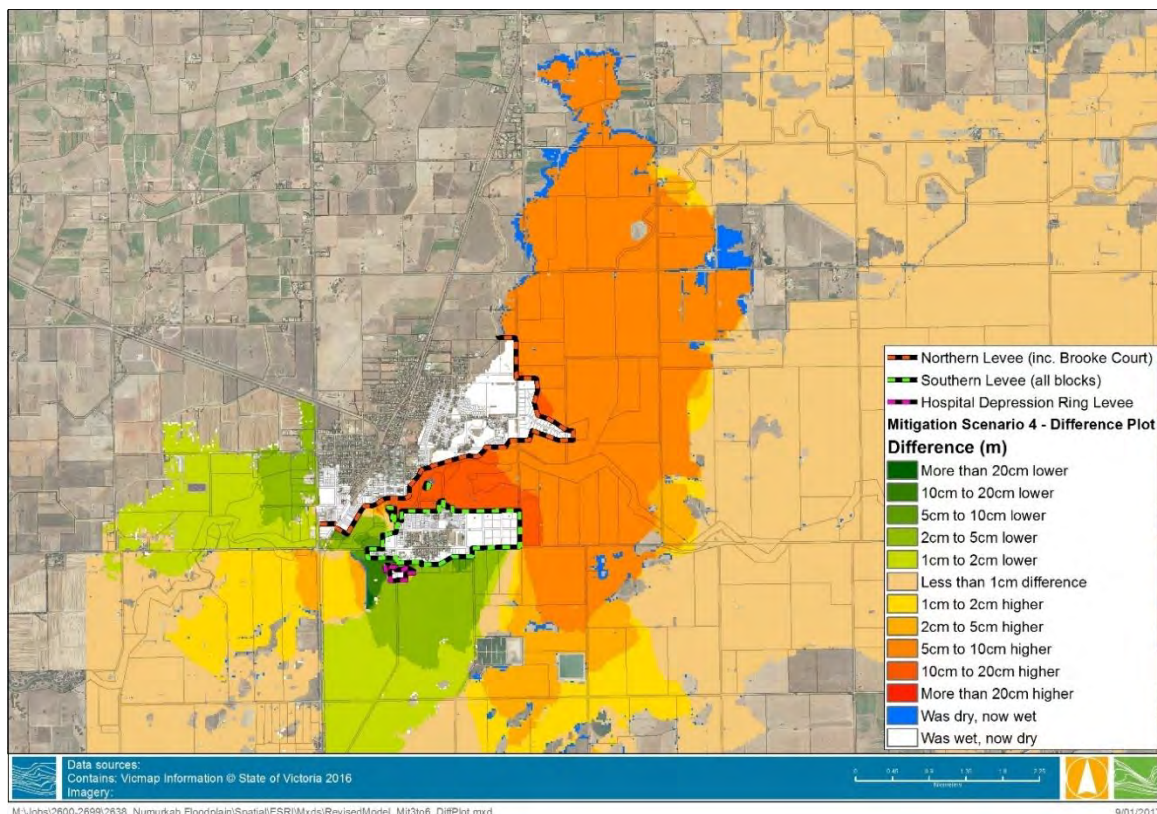 Northern Levee (inc. Brooke Court)
Southern Levee (all blocks)
Hospital Depression Ring Levee
Mitigation Scenario 4 - Difference Plot
Difference (m)
More than 20cm lower
10cm to 20cm lower
5cm to 10cm lower
2cm to 5cm lower
1cm to 2cm lower
Less than 1cm difference
1cm to 2cm higher
2cm to 5cm higher
5cm to 10cm higher
10cm to 20cm higher
More than 20cm higher
Was dry, now wet
Was wet, now dry
Data sources:
Contains: Vicmap Information © State of Victoria 2016
Imagery:
M:\Jobs\2600-2699\2638_Numurkah Floodplain\Spatial\ESRI\Mxds\RevisedModel_Mit3to6_DiffPlot.mxd
9/01/201